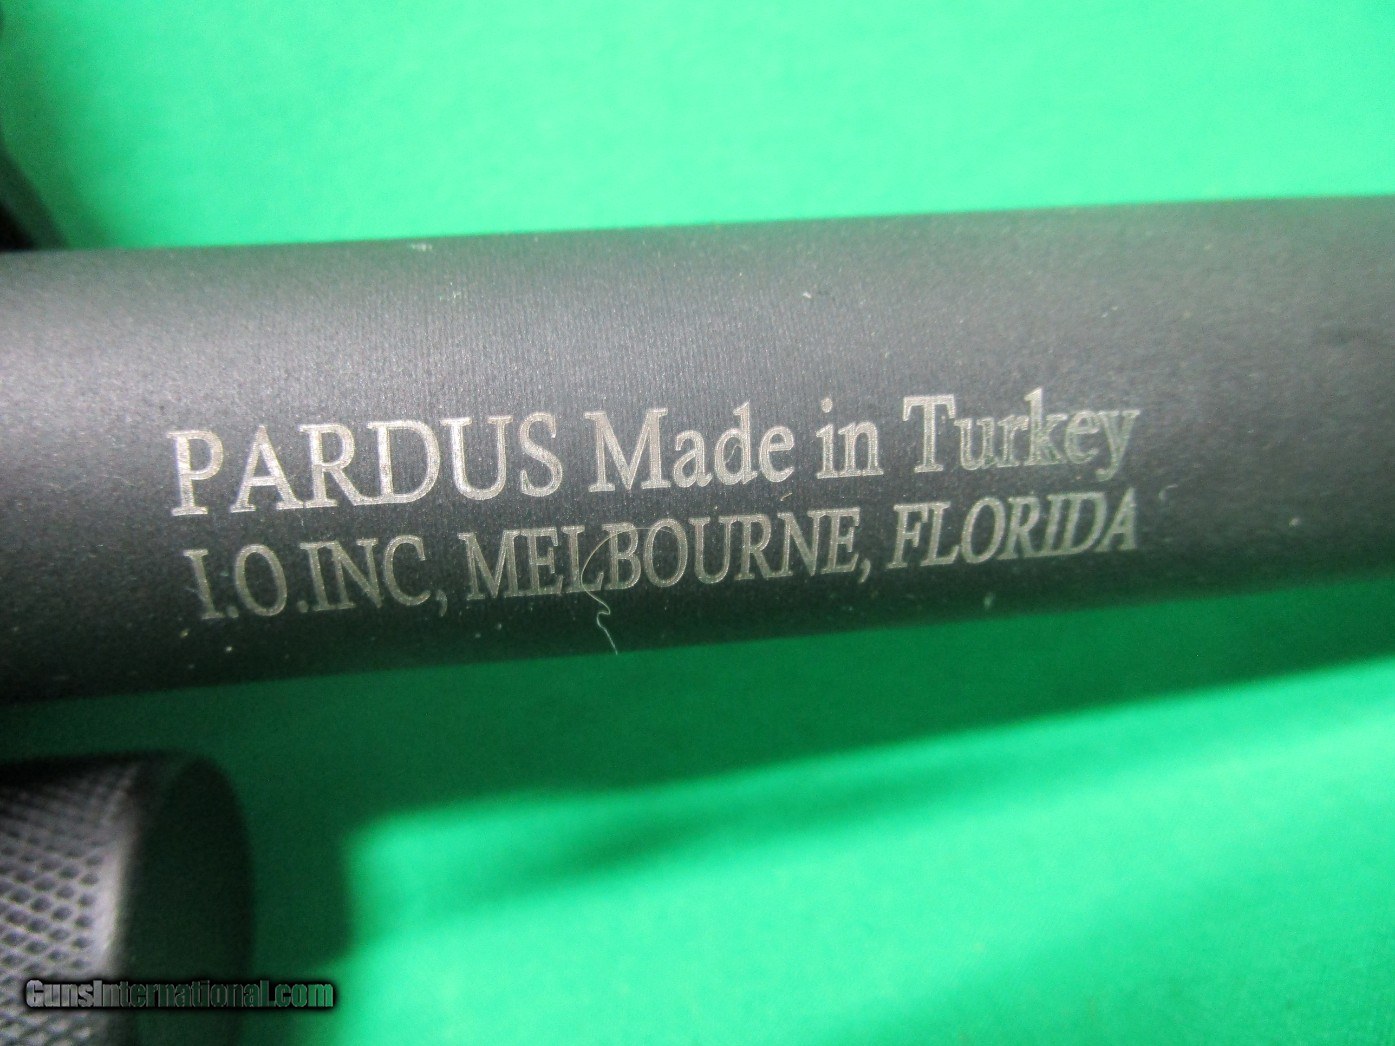 PARDUS Made in Turkey
I.O.INC, MELBOURNE, FLORIDA
GunsInternational.com